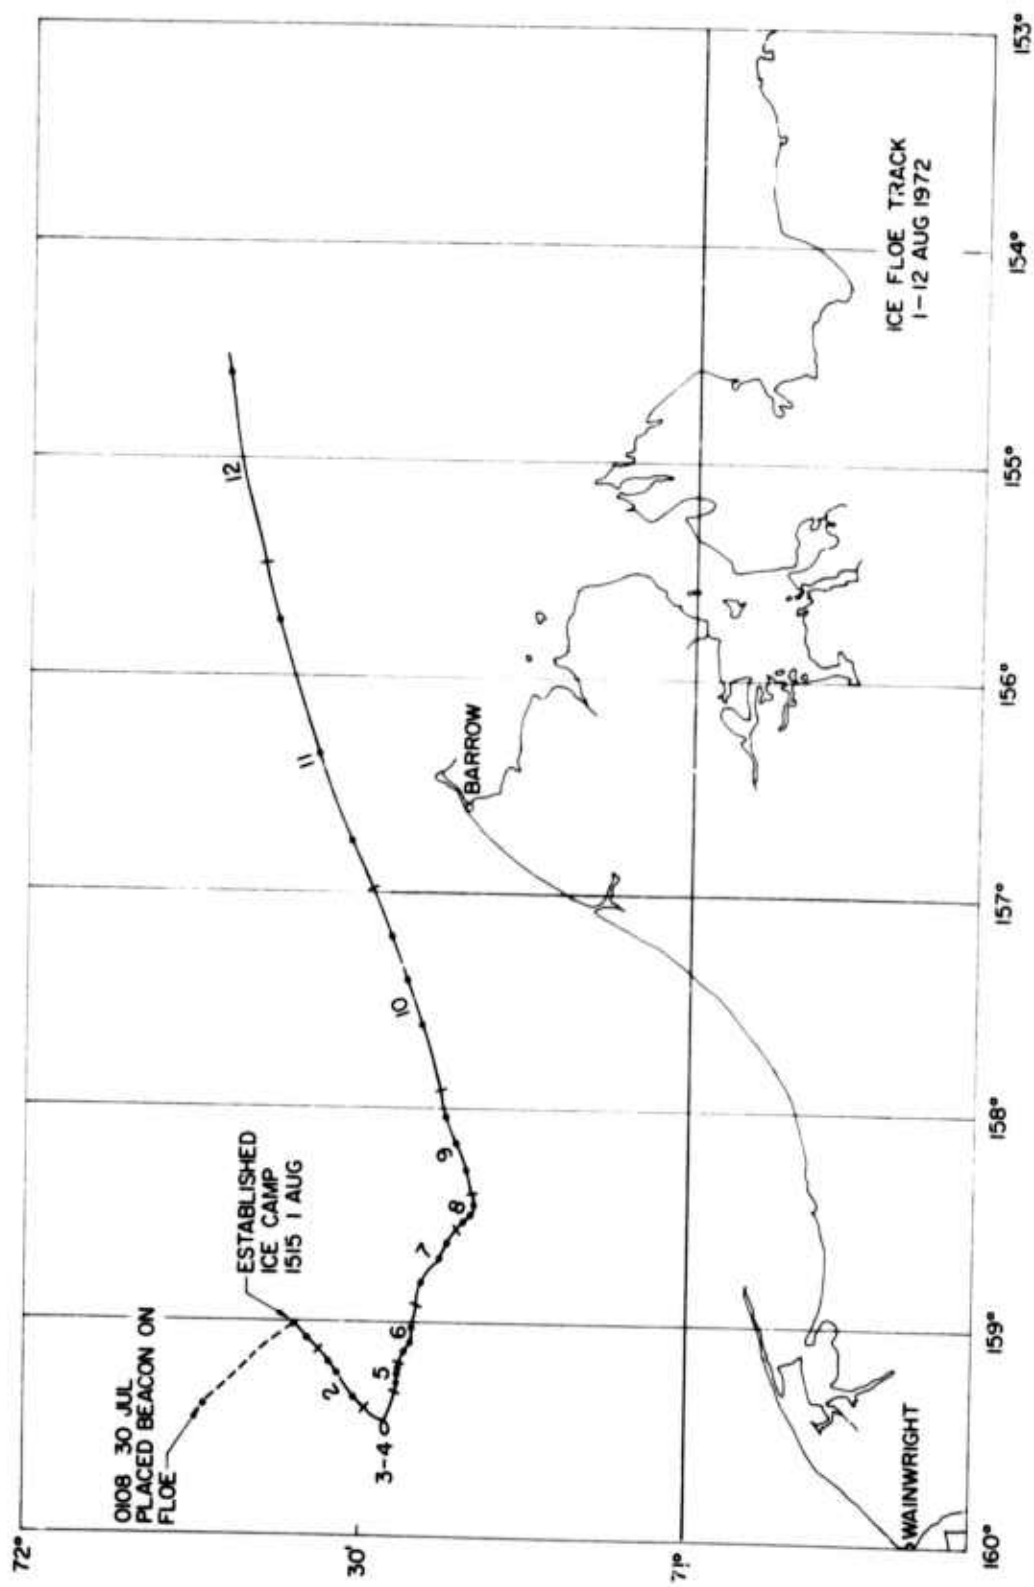 0108 30 JUL
PLACED BEACON ON
FLOE
ESTABLISHED
ICE CAMP
1515 1 AUG
72°
30'
71°
2
3-4
5
6
7
8
9
10
11
12
BARROW
WAINWRIGHT
ICE FLOE TRACK
1-12 AUG 1972
160°
159°
158°
157°
156°
155°
154°
153°